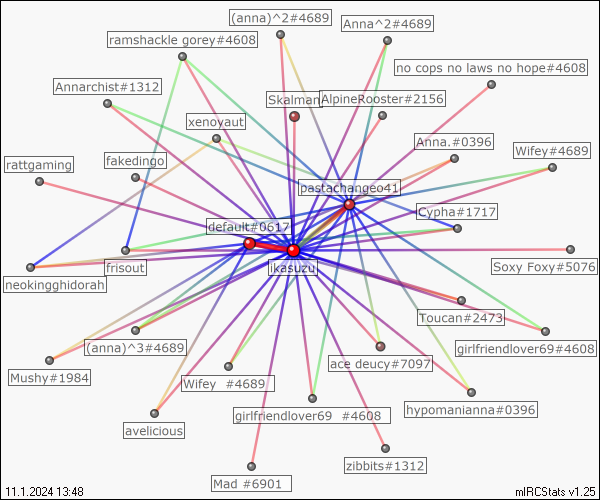 (anna)^2#4689
Anna^2#4689
ramshackle gorey#4608
no cops no laws no hope#4608
Annarchist#1312
Skalman
AlpineRooster#2156
xenoyaut
Anna.#0396
Wifey#4689
rattgaming
fakedingo
pastachangeo41
Cypha#1717
default#0617
ikasuzu
Soxy Foxy#5076
neokingghidorah
frisout
Toucan#2473
(anna)^3#4689
girlfriendlover69#4608
Mushy#1984
Wifey #4689
ace deucy#7097
girlfriendlover69 #4608
hypomanianna#0396
avelicious
zibbits#1312
Mad #6901
11.1.2024 13:48
mIRCStats v1.25